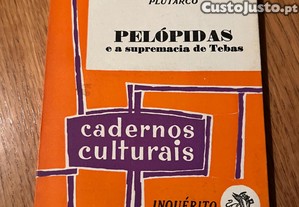 CustoJusto.pt
PLUTARCO
PELÓPIDAS
e a supremacia de Tebas
cadernos
culturais
INQUÉRITO